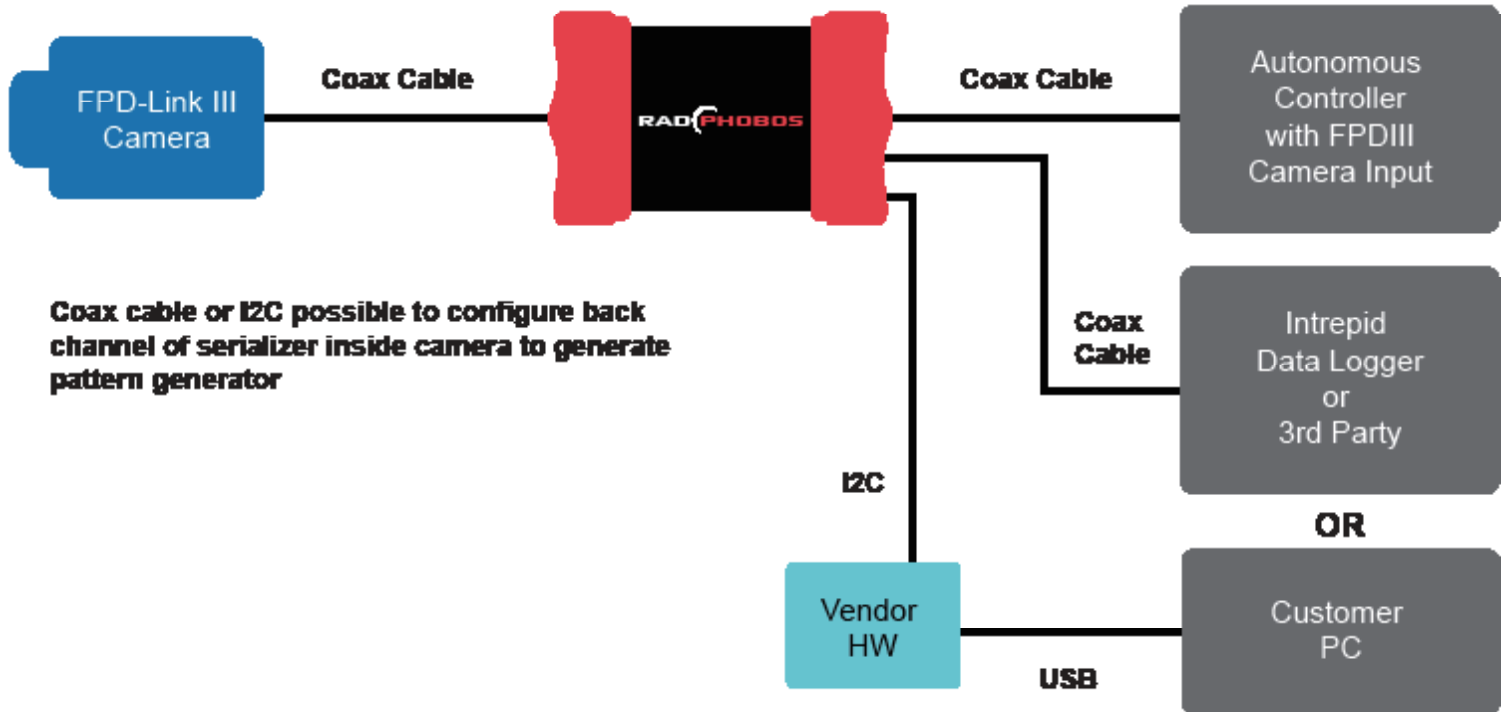 FPD-Link III
Camera
Coax Cable
RAD PHOBOS
Coax Cable
Autonomous
Controller
with FPDIII
Camera Input
Coax cable or I2C possible to configure back
channel of serializer inside camera to generate
pattern generator
Coax
Cable
Intrepid
Data Logger
or
3rd Party
I2C
OR
Vendor
HW
USB
Customer
PC